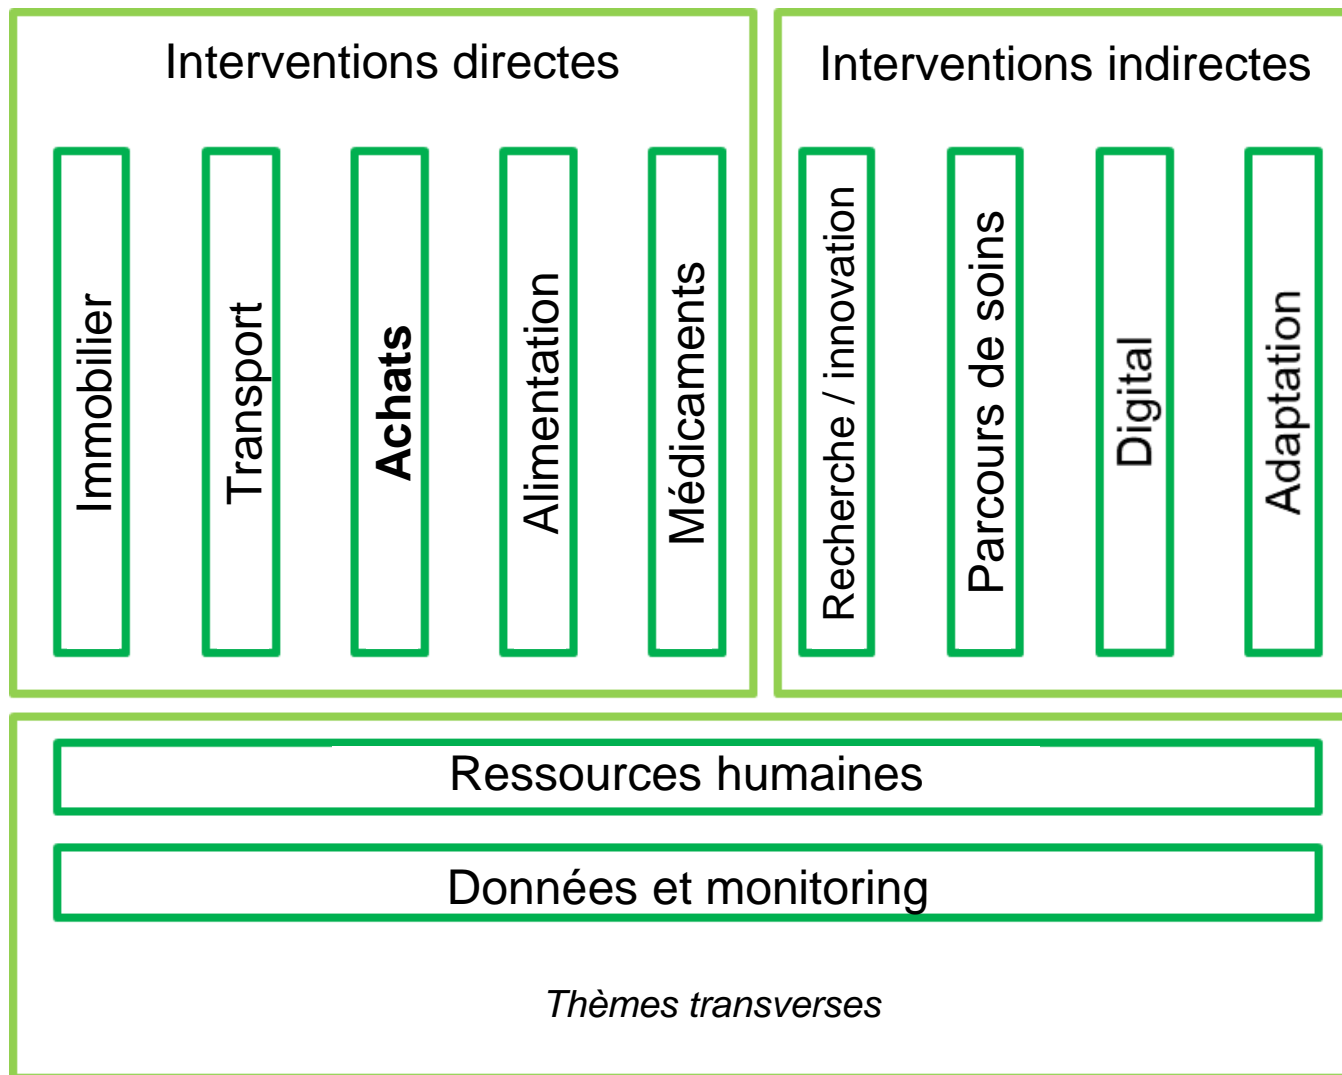 Interventions directes
Immobilier
Transport
Achats
Alimentation
Médicaments
Interventions indirectes
Recherche / innovation
Parcours de soins
Digital
Adaptation
Ressources humaines
Données et monitoring
Thèmes transverses